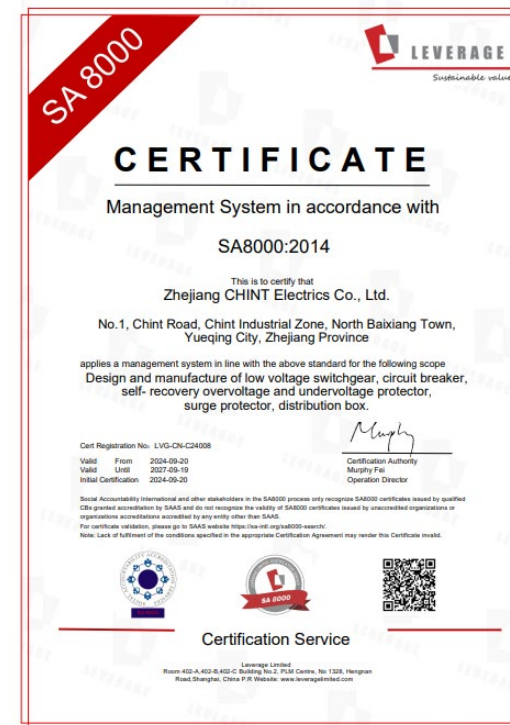 SA 8000
LEVERAGE
Sustainable value
CERTIFICATE
Management System in accordance with
SA8000:2014
This is to certify that
Zhejiang CHINT Electrics Co., Ltd.
No.1, Chint Road, Chint Industrial Zone, North Baixiang Town,
Yueqing City, Zhejiang Province
applies a management system in line with the above standard for the following scope
Design and manufacture of low voltage switchgear, circuit breaker,
self- recovery overvoltage and undervoltage protector,
surge protector, distribution box.
Cert Registration No: LVG-CN-C24008
Valid From 2024-09-20
Valid Until 2027-09-19
Initial Certification 2024-09-20
Murphy
Certification Authority
Murphy Fei
Operation Director
Social Accountability International and other stakeholders in the SA8000 process only recognize SA8000 certificates issued by qualified
CBs granted accreditation by SAAS and do not recognize the validity of SA8000 certificates issued by unaccredited organizations or
organizations accreditations accredited by any entity other than SAAS.
For certificate validation, please go to SAAS website https://sa-intl.org/sa8000-search/.
Note: Lack of fulfilment of the conditions specified in the appropriate Certification Agreement may render this Certificate invalid.
SA 8000
Certification Service
Leverage Limited
Room 402-A,402-B,402-C Building No.2, PLM Centre, No 1328, Hengnan
Road,Shanghai, China P.R Website: www.leveragelimited.com